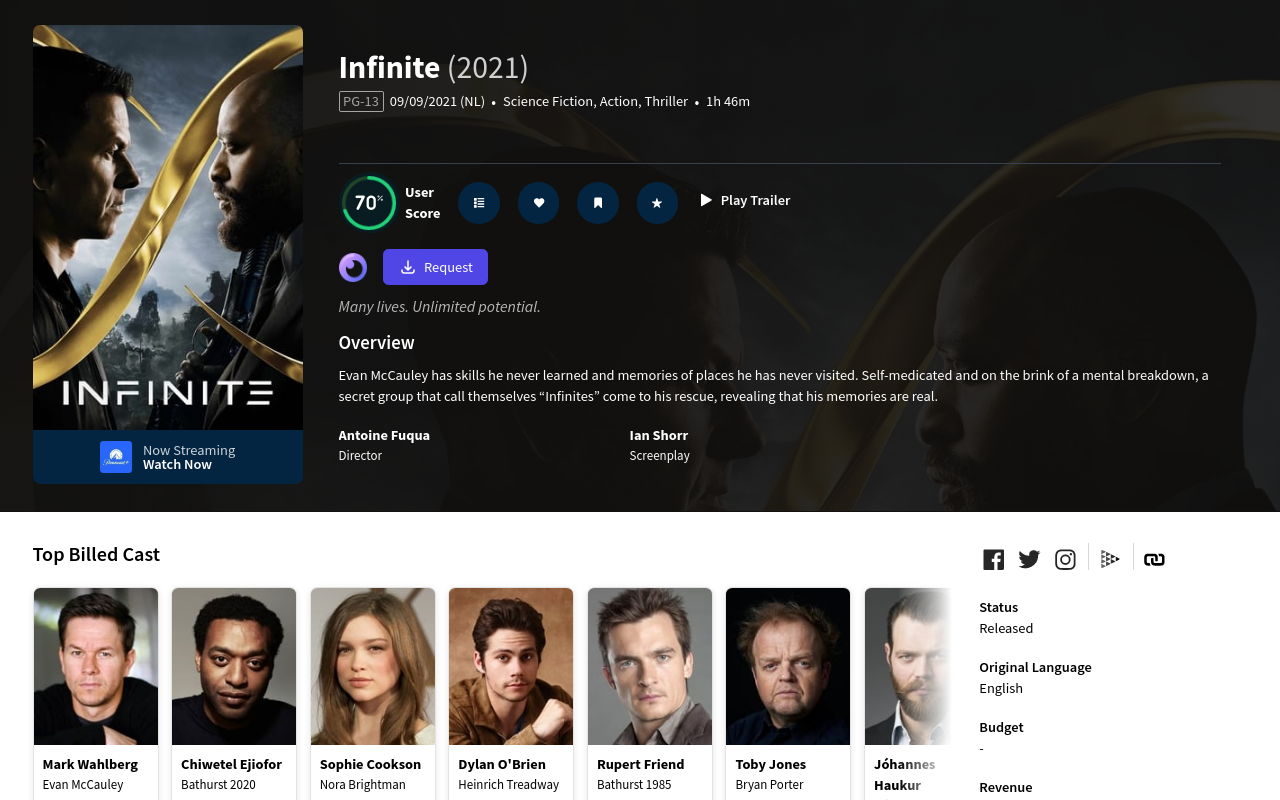 Infinite (2021)
PG-13 09/09/2021 (NL) • Science Fiction, Action, Thriller • 1h 46m
70%
User
Score
Play Trailer
Request
Many lives. Unlimited potential.
Overview
Evan McCauley has skills he never learned and memories of places he has never visited. Self-medicated and on the brink of a mental breakdown, a
secret group that call themselves “Infinites” come to his rescue, revealing that his memories are real.
Antoine Fuqua
Director
Ian Shorr
Screenplay
INFINITE
Paramount+
Now Streaming
Watch Now
Top Billed Cast
Mark Wahlberg
Evan McCauley
Chiwetel Ejiofor
Bathurst 2020
Sophie Cookson
Nora Brightman
Dylan O'Brien
Heinrich Treadway
Rupert Friend
Bathurst 1985
Toby Jones
Bryan Porter
Jóhannes
Haukur
Status
Released
Original Language
English
Budget
-
Revenue